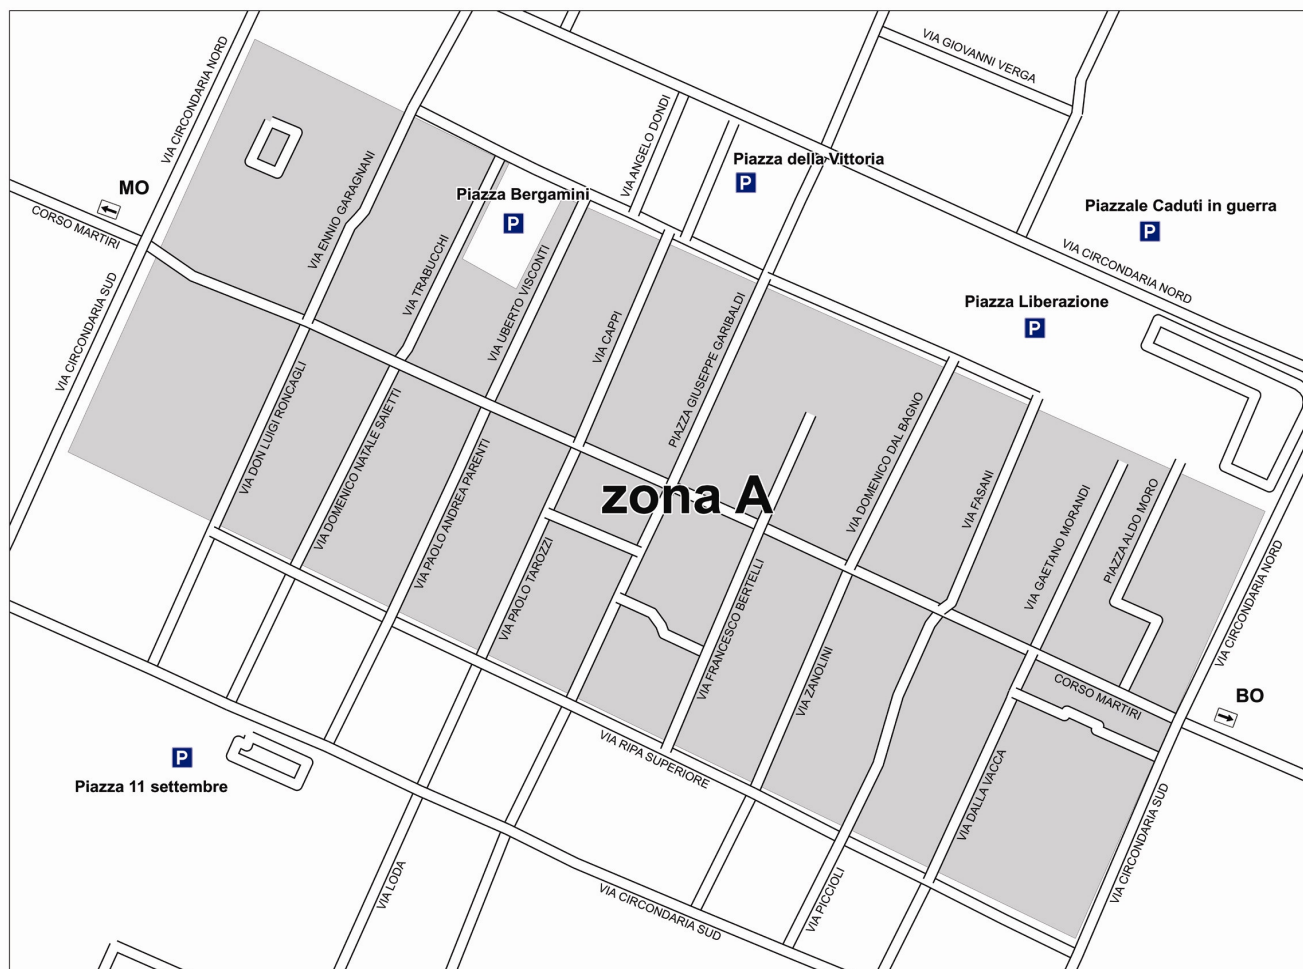 VIA CIRCONDARIA NORD
VIA GIOVANNI VERGA
VIA ANGELO DONDI
Piazza della Vittoria
P
MO
VIA ENNIO GARAGNANI
Piazza Bergamini
P
Piazzale Caduti in guerra
P
CORSO MARTIRI
VIA TRABUCCHI
VIA UBERTO VISCONTI
VIA CIRCONDARIA NORD
VIA CIRCONDARIA SUD
VIA CAPPI
PIAZZA GIUSEPPE GARIBALDI
Piazza Liberazione
P
VIA DON LUIGI RONCAGLI
VIA DOMENICO NATALE SAIETTI
VIA PAOLO ANDREA PARENTI
zona A
VIA DOMENICO DAL BAGNO
VIA FASANI
VIA GAETANO MORANDI
PIAZZA ALDO MORO
VIA PAOLO TAROZZI
VIA FRANCESCO BERTELLI
VIA ZANOLINI
VIA CIRCONDARIA NORD
CORSO MARTIRI
BO
P
Piazza 11 settembre
VIA RIPA SUPERIORE
VIA DALLA VACCA
VIA CIRCONDARIA SUD
VIA LODA
VIA CIRCONDARIA SUD
VIA PICCIOLI